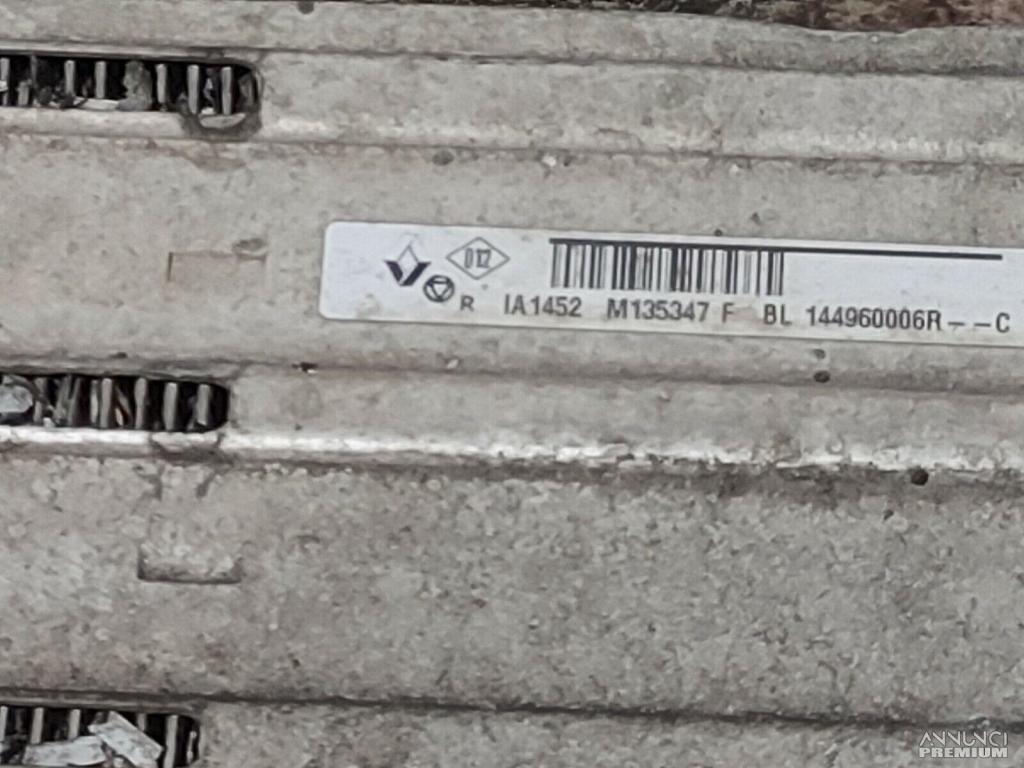 012
R IA1452 M135347 F BL 144960006R--C
ANNUNCI
PREMIUM